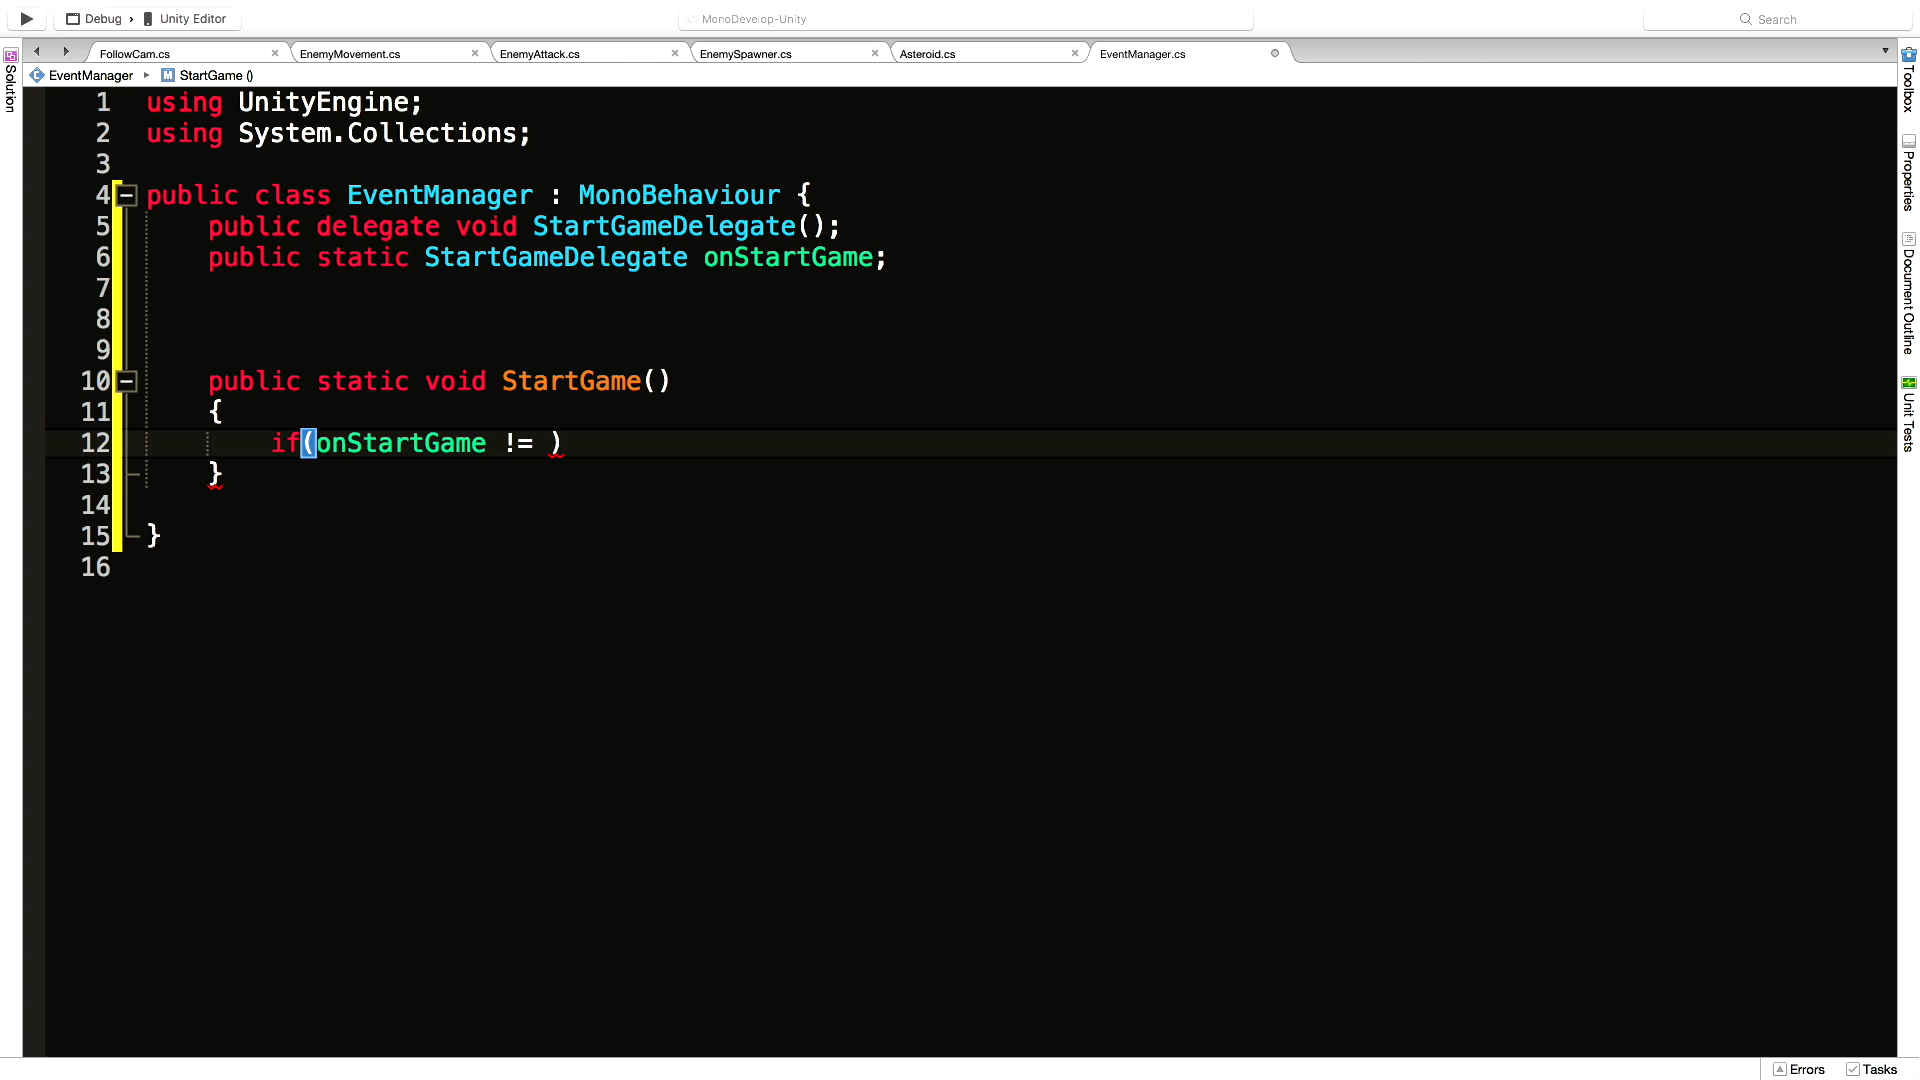 Debug › Unity Editor
MonoDevelop-Unity
Search
FollowCam.cs
EnemyMovement.cs
EnemyAttack.cs
EnemySpawner.cs
Asteroid.cs
EventManager.cs
EventManager
M StartGame ()
1 using UnityEngine;
2 using System.Collections;
3
4 public class EventManager : MonoBehaviour {
5 public delegate void StartGameDelegate();
6 public static StartGameDelegate onStartGame;
7
8
9
10 public static void StartGame()
11 {
12 if(onStartGame != )
13 }
14
15 }
16
Solution
Toolbox
Properties
Document Outline
Unit Tests
Errors
Tasks